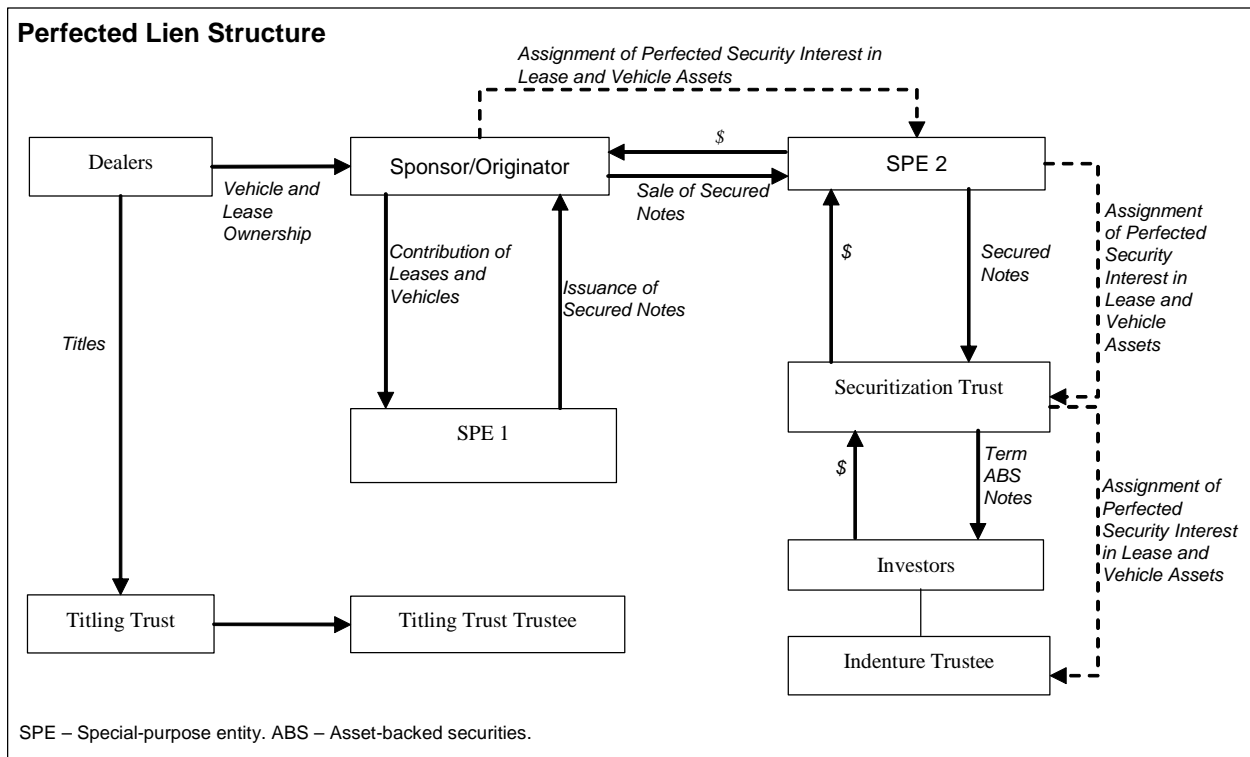 Perfected Lien Structure
Assignment of Perfected Security Interest in
Lease and Vehicle Assets
Dealers
Vehicle and
Lease
Ownership
Sponsor/Originator
$
Sale of Secured
Notes
SPE 2
Contribution of
Leases and
Vehicles
Issuance of
Secured Notes
$
Secured
Notes
Assignment
of Perfected
Security
Interest in
Lease and
Vehicle
Assets
Titles
SPE 1
Securitization Trust
$
Term
ABS
Notes
Assignment of
Perfected
Security Interest
in Lease and
Vehicle Assets
Investors
Titling Trust
Titling Trust Trustee
Indenture Trustee
SPE – Special-purpose entity. ABS – Asset-backed securities.